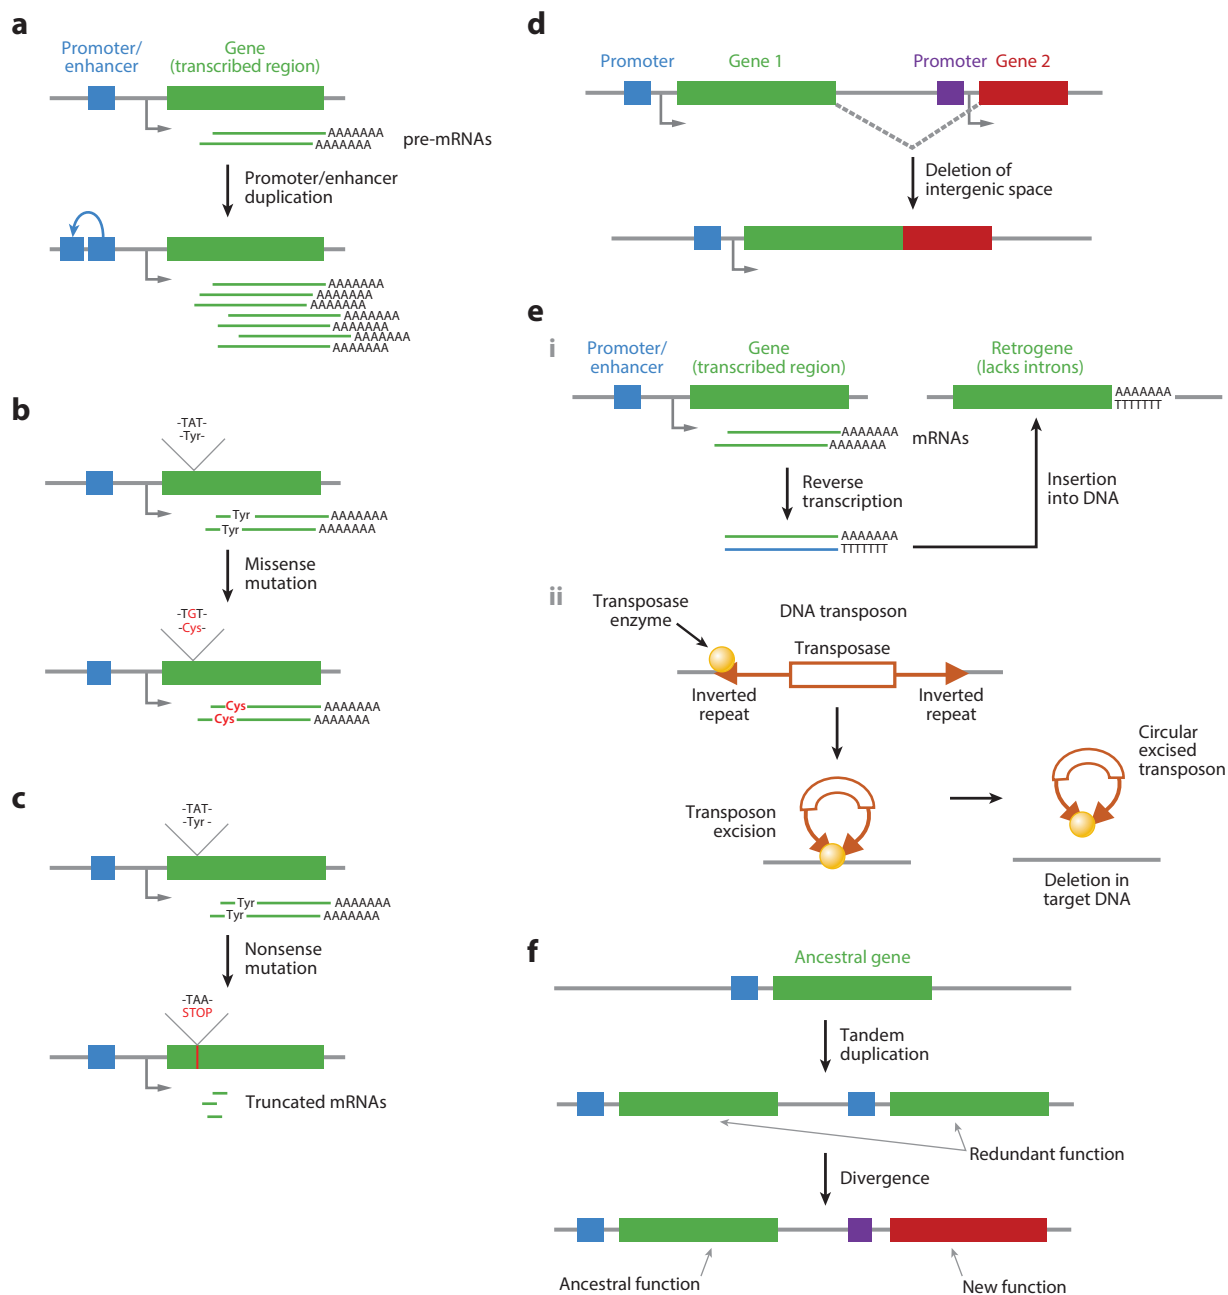 a
Promoter/
enhancer
Gene
(transcribed region)
AAAAAAA
AAAAAAA
pre-mRNAs
Promoter/enhancer
duplication
AAAAAAA
AAAAAAA
AAAAAAA
AAAAAAA
AAAAAAA
AAAAAAA
AAAAAAA
b
-TAT-
-Tyr-
Tyr
AAAAAAA
Tyr
AAAAAAA
Missense
mutation
-TGT-
-Cys-
Cys
AAAAAAA
Cys
AAAAAAA
c
-TAT-
-Tyr -
Tyr
AAAAAAA
Tyr
AAAAAAA
Nonsense
mutation
-TAA-
STOP
Truncated mRNAs
d
Promoter
Gene 1
Promoter
Gene 2
Deletion of
intergenic space
e
i
Promoter/
enhancer
Gene
(transcribed region)
Retrogene
(lacks introns)
AAAAAAA
TTTTTTT
AAAAAAA
AAAAAAA
mRNAs
Reverse
transcription
Insertion
into DNA
AAAAAAA
TTTTTTT
ii
Transposase
enzyme
DNA transposon
Transposase
Inverted
repeat
Inverted
repeat
Transposon
excision
Circular
excised
transposon
Deletion in
target DNA
f
Ancestral gene
Tandem
duplication
Redundant function
Divergence
Ancestral function
New function